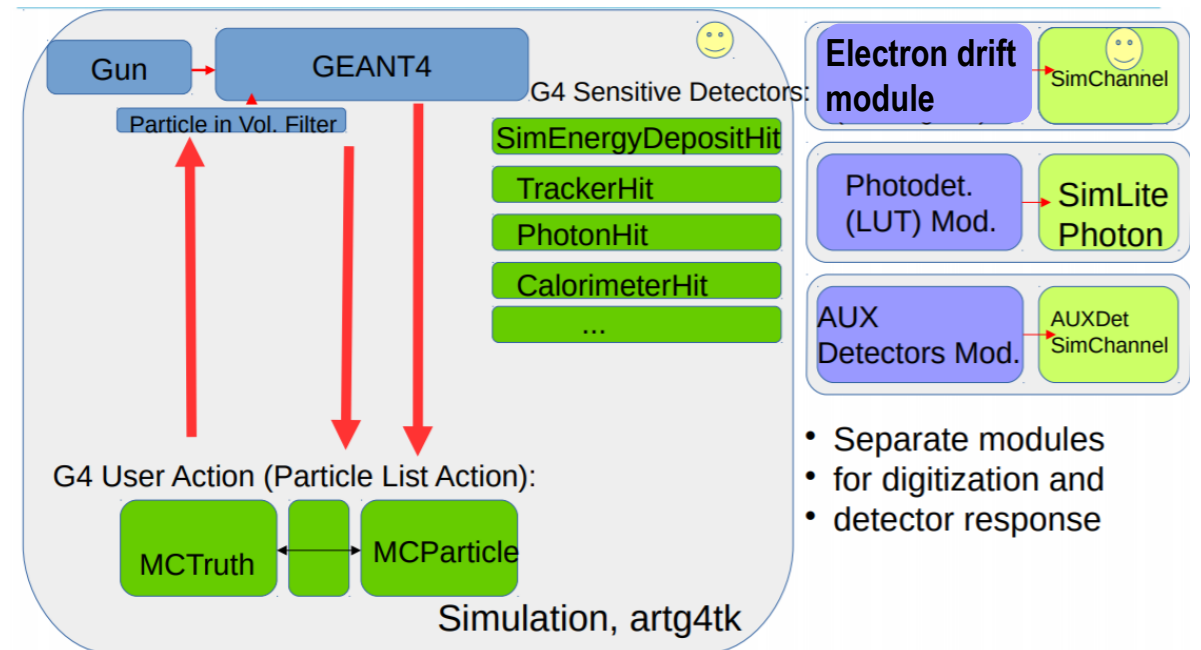 Gun
GEANT4
Particle in Vol. Filter
G4 Sensitive Detectors:
SimEnergyDepositHit
TrackerHit
PhotonHit
CalorimeterHit
...
G4 User Action (Particle List Action):
MCTruth
MCParticle
Simulation, artg4tk
Electron drift
module
SimChannel
Photodet.
(LUT) Mod.
SimLite
Photon
AUX
Detectors Mod.
AUXDet
SimChannel
• Separate modules
• for digitization and
• detector response